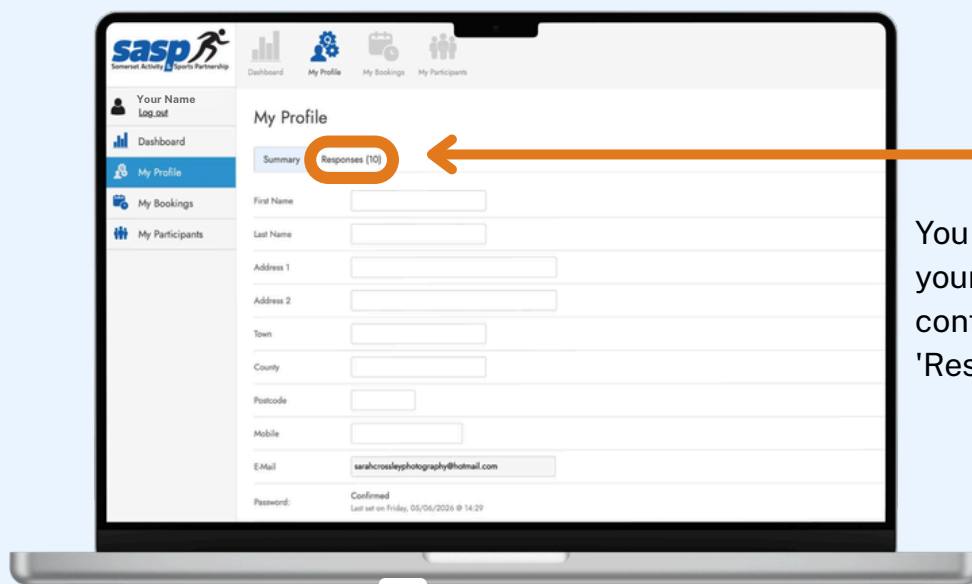 sasp
Somerset Activity & Sports Partnership
Dashboard
My Profile
My Bookings
My Participants
Your Name
Log out
Dashboard
My Profile
My Bookings
My Participants
My Profile
Summary
Responses (10)
First Name
Last Name
Address 1
Address 2
Town
County
Postcode
Mobile
E-Mail
sarahcrossleyphotography@hotmail.com
Password:
Confirmed
Last set on Friday, 05/06/2026 @ 14:29
You
your
cont
'Res